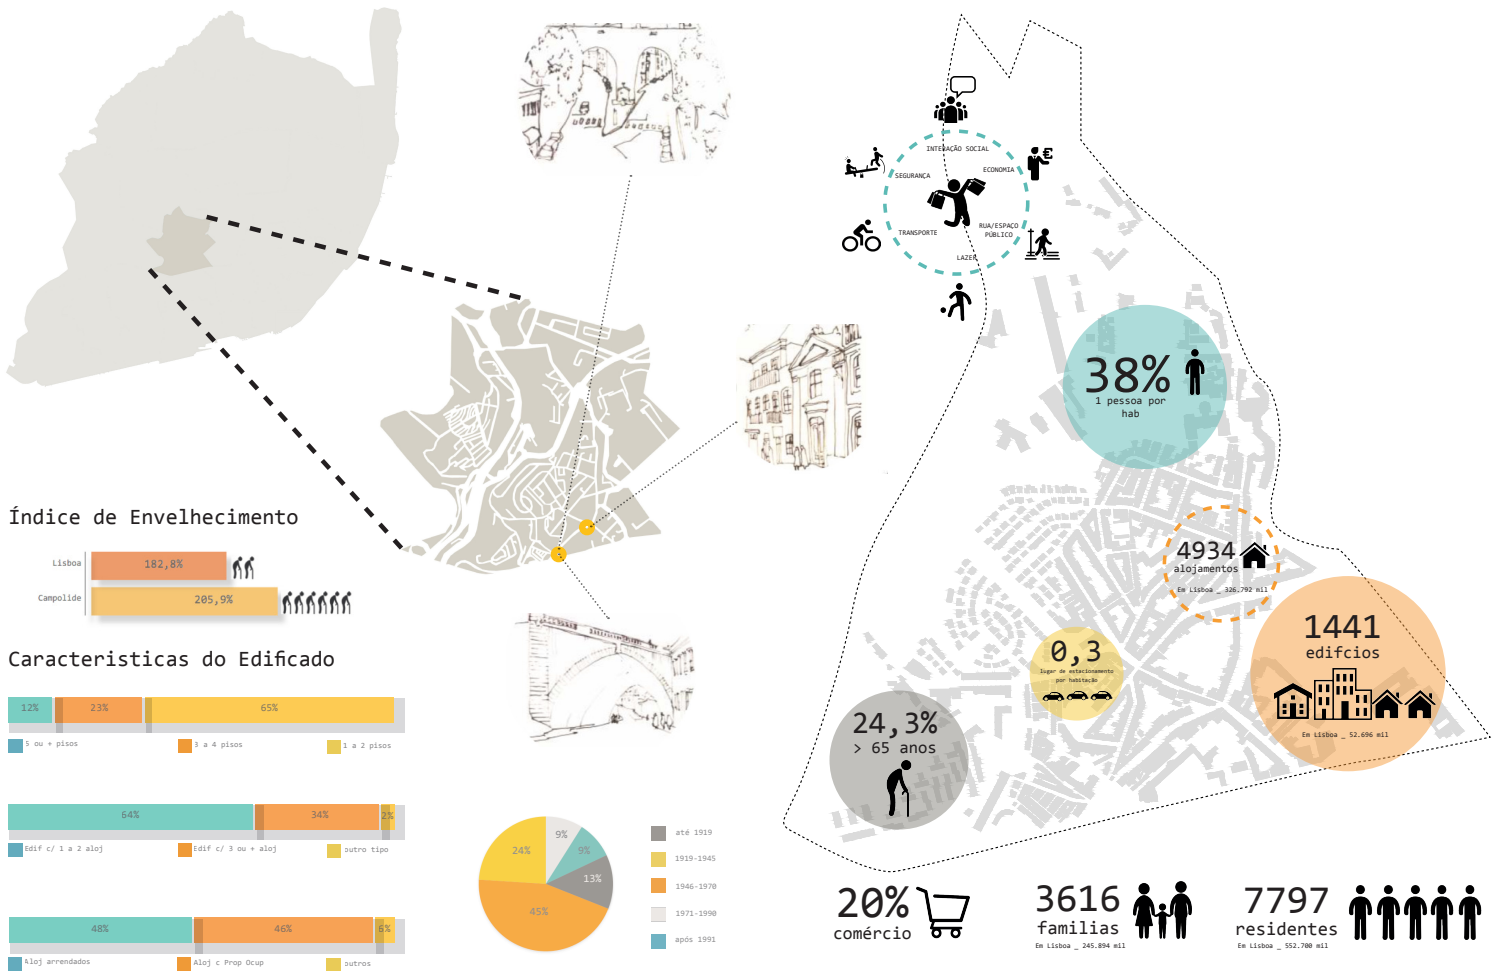 INTERAÇÃO SOCIAL
SEGURANÇA
ECONOMIA
TRANSPORTE
RUA/ESPAÇO
PÚBLICO
LAZER
38%
1 pessoa por
hab
Índice de Envelhecimento
Lisboa
182,8%
Campolide
205,9%
4934
alojamentos
Em Lisboa _ 326.792 mil
1441
edifcios
Em Lisboa _ 52.696 mil
0,3
lugar de estacionamento
por habitação
24,3%
> 65 anos
Caracteristicas do Edificado
12%
23%
65%
5 ou + pisos
3 a 4 pisos
1 a 2 pisos
64%
34%
2%
Edif c/ 1 a 2 aloj
Edif c/ 3 ou + aloj
outro tipo
48%
46%
6%
Aloj arrendados
Aloj c Prop Ocup
outros
9%
9%
24%
13%
45%
até 1919
1919-1945
1946-1970
1971-1990
após 1991
20%
comércio
3616
familias
Em Lisboa _ 245.894 mil
7797
residentes
Em Lisboa _ 552.700 mil